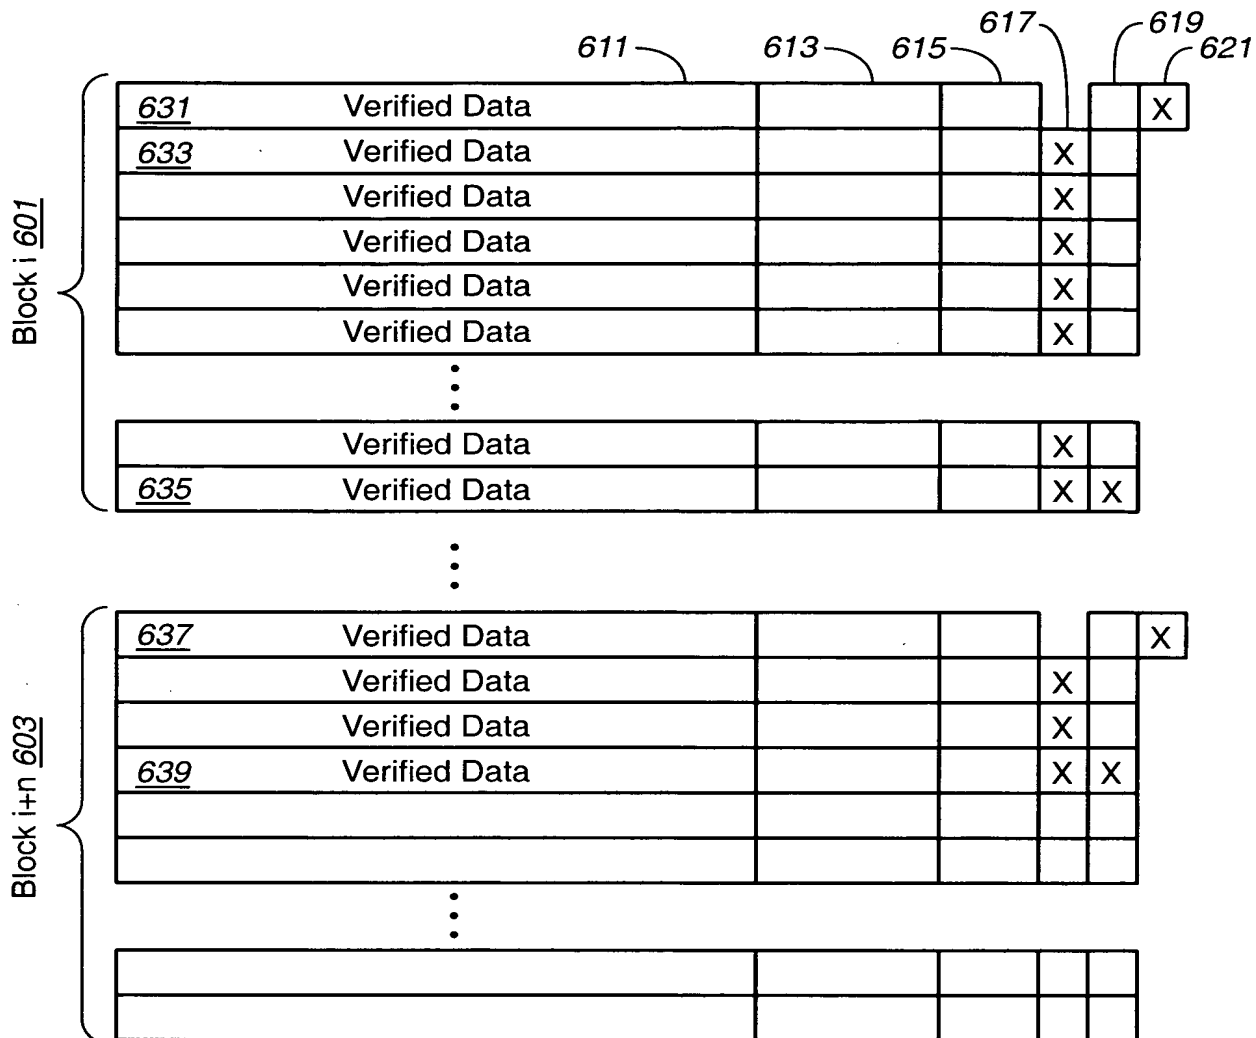 617 619
611 613 615 621
631 Verified Data X
633 Verified Data X
Verified Data X
Verified Data X
Verified Data X
Verified Data X
Block i 601
Verified Data X
635 Verified Data X X
637 Verified Data X
Verified Data X
Verified Data X
639 Verified Data X X
Block i+n 603